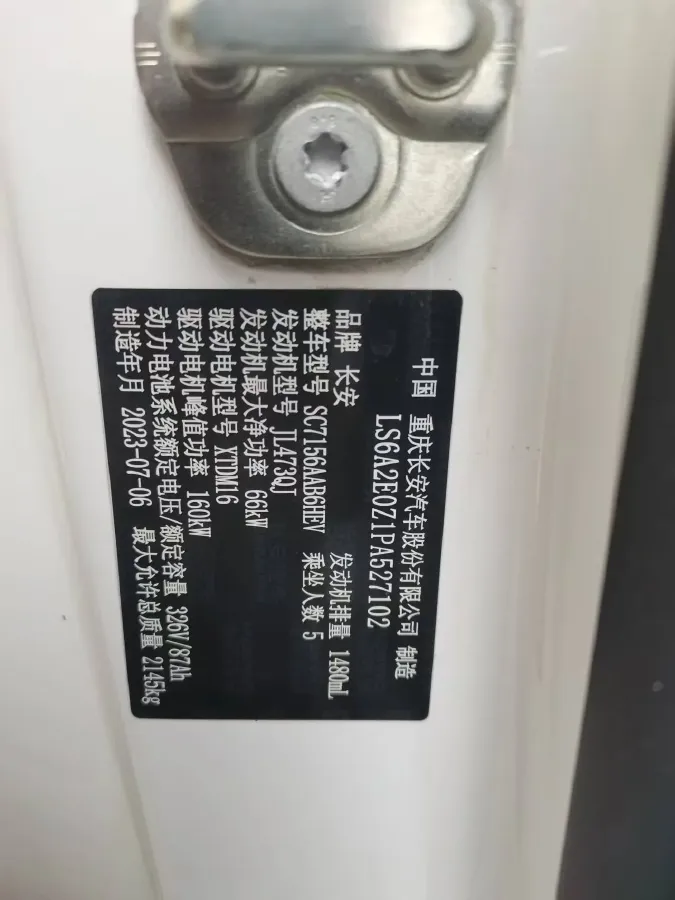 中国 重庆长安汽车股份有限公司 制造
LS6A2E0Z1PA527102
品牌 长安 发动机排量 1480mL
整车型号 SC7156AAB6HEV 乘坐人数 5
发动机型号 JL473QJ
发动机最大净功率 66kW
驱动电机型号 XTDM16
驱动电机峰值功率 160kW
动力电池系统额定电压/额定容量 326V/87Ah
制造年月 2023-07-06 最大允许总质量 2145kg